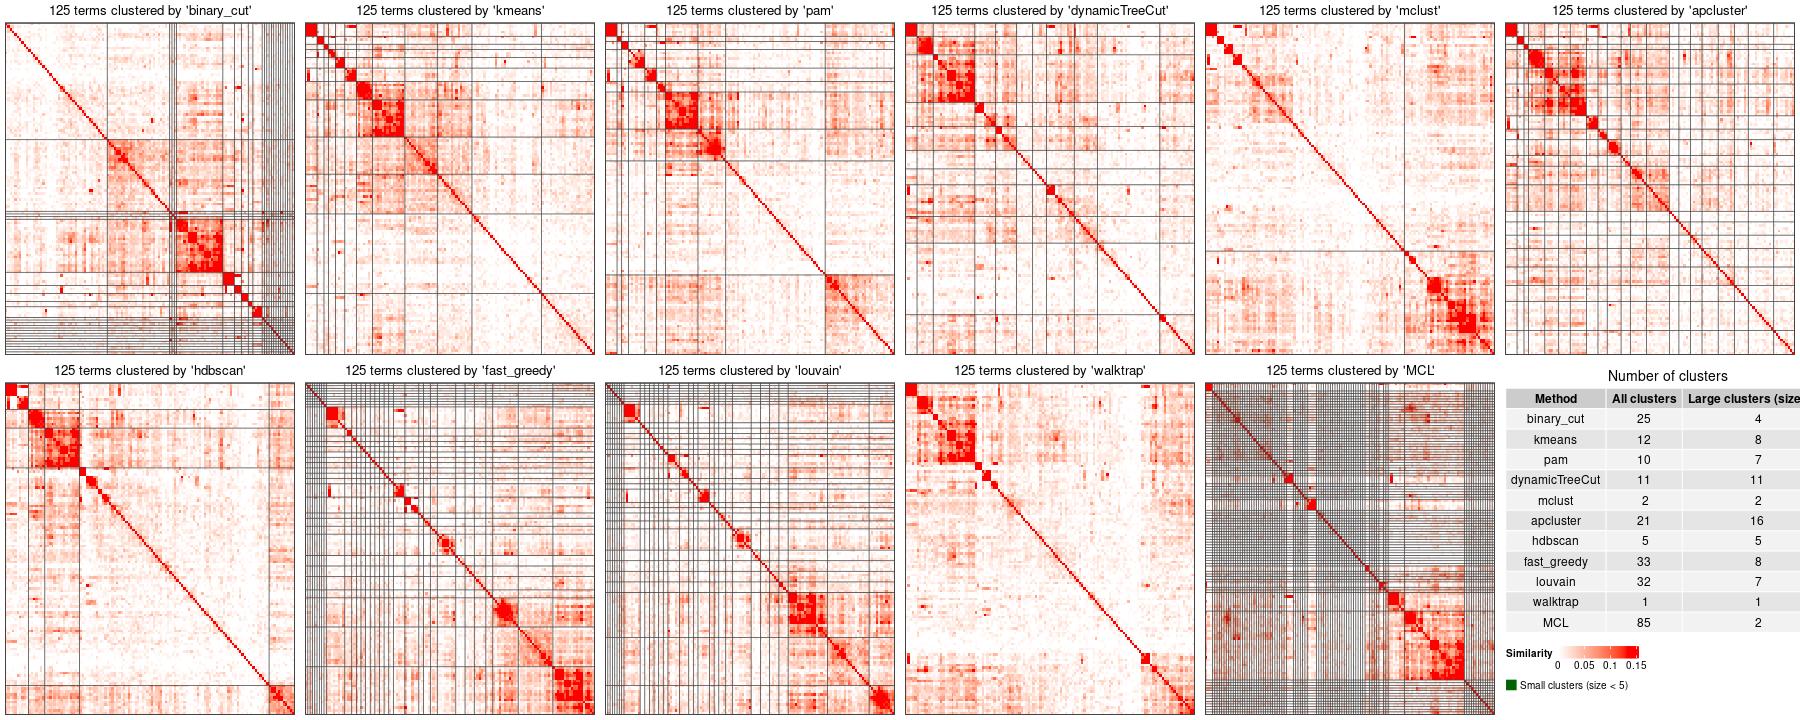 125 terms clustered by 'binary_cut'
125 terms clustered by 'kmeans'
125 terms clustered by 'pam'
125 terms clustered by 'dynamicTreeCut'
125 terms clustered by 'mclust'
125 terms clustered by 'apcluster'
125 terms clustered by 'hdbscan'
125 terms clustered by 'fast_greedy'
125 terms clustered by 'louvain'
125 terms clustered by 'walktrap'
125 terms clustered by 'MCL'
Number of clusters
Method All clusters Large clusters (size
binary_cut 25 4
kmeans 12 8
pam 10 7
dynamicTreeCut 11 11
mclust 2 2
apcluster 21 16
hdbscan 5 5
fast_greedy 33 8
louvain 32 7
walktrap 1 1
MCL 85 2
Similarity
0 0.05 0.1 0.15
Small clusters (size < 5)